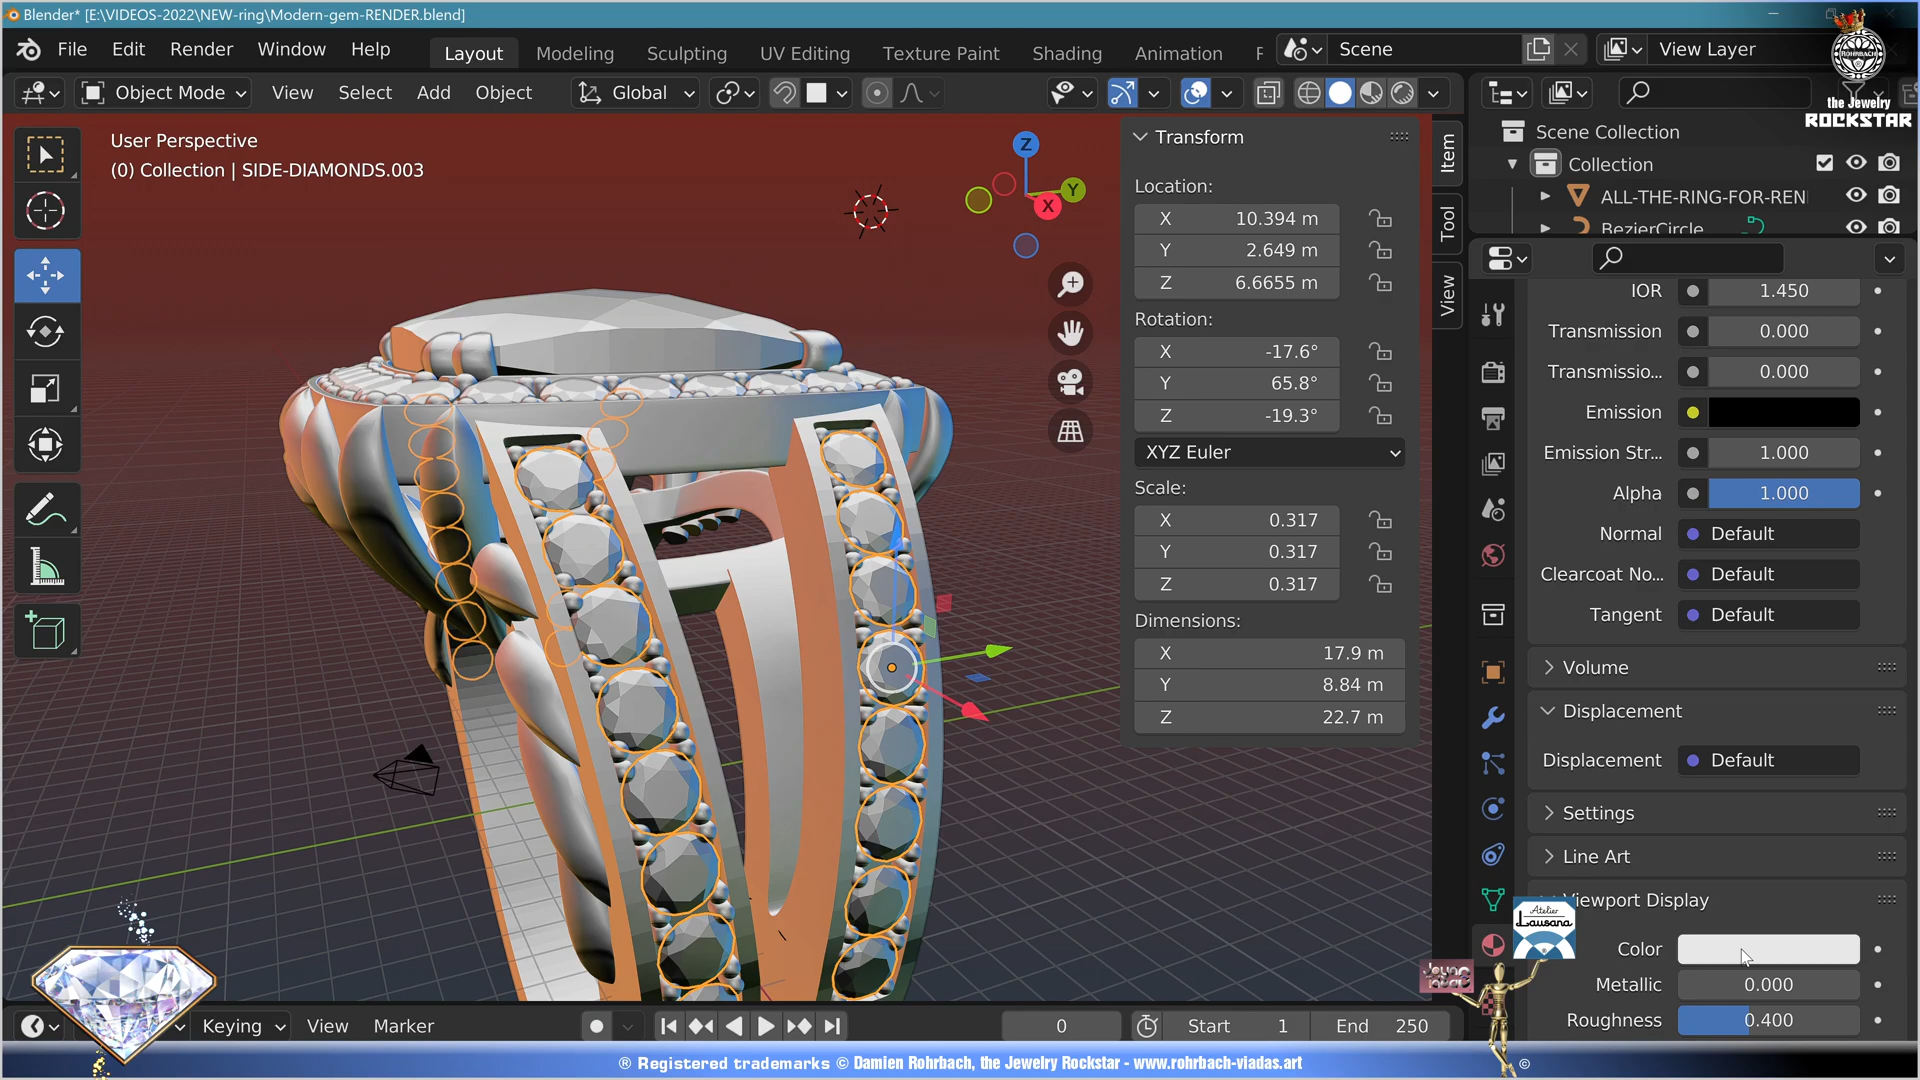 Blender* [E:\VIDEOS-2022\NEW-ring\Modern-gem-RENDER.blend]
File Edit Render Window Help
Layout Modeling Sculpting UV Editing Texture Paint Shading Animation
Scene
View Layer
Object Mode View Select Add Object Global
the Jewelry
ROCKSTAR
ROHRBACH
User Perspective
(0) Collection | SIDE-DIAMONDS.003
Z
Y
X
Transform
Location:
X 10.394 m
Y 2.649 m
Z 6.6655 m
Rotation:
X -17.6°
Y 65.8°
Z -19.3°
XYZ Euler
Scale:
X 0.317
Y 0.317
Z 0.317
Dimensions:
X 17.9 m
Y 8.84 m
Z 22.7 m
Item
Tool
View
Scene Collection
Collection
ALL-THE-RING-FOR-REN
BezierCircle
IOR 1.450
Transmission 0.000
Transmissio... 0.000
Emission
Emission Str... 1.000
Alpha 1.000
Normal Default
Clearcoat No... Default
Tangent Default
Volume
Displacement
Displacement Default
Settings
Line Art
Viewport Display
Color
Metallic 0.000
Roughness 0.400
Atelier
Lausana
Keying View Marker
0
Start 1
End 250
® Registered trademarks © Damien Rohrbach, the Jewelry Rockstar - www.rohrbach-viadas.art
©